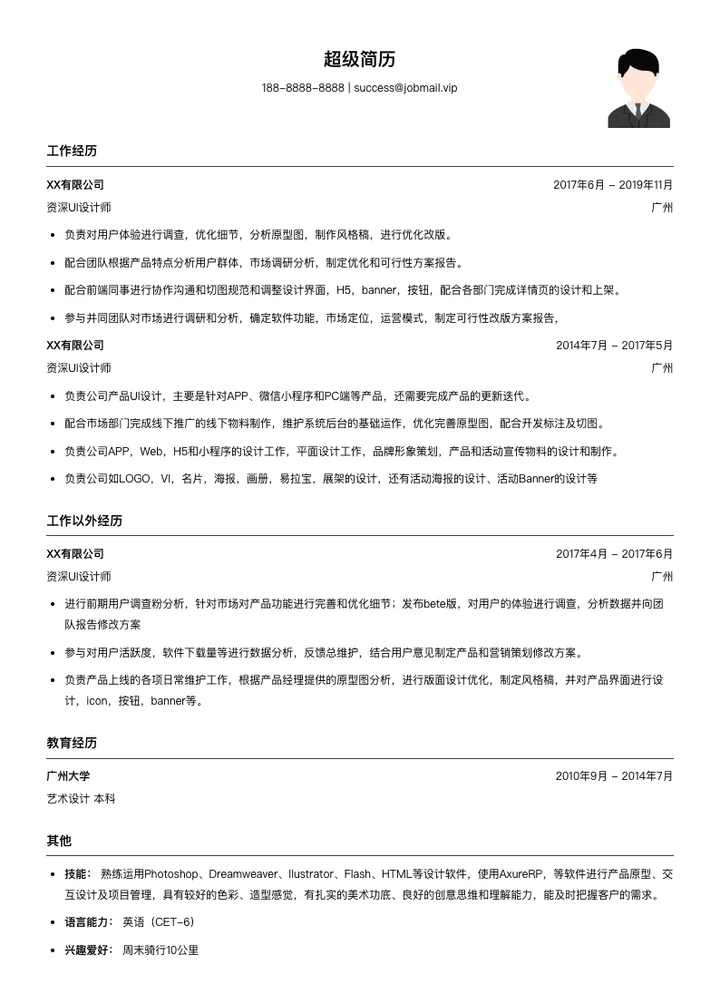 超级简历
188-8888-8888 | success@jobmail.vip
工作经历
XX有限公司 2017年6月 – 2019年11月
资深UI设计师 广州
• 负责对用户体验进行调查，优化细节，分析原型图，制作风格稿，进行优化改版。
• 配合团队根据产品特点分析用户群体，市场调研分析，制定优化和可行性方案报告。
• 配合前端同事进行协作沟通和切图规范和调整设计界面，H5，banner，按钮，配合各部门完成详情页的设计和上架。
• 参与并同团队对市场进行调研和分析，确定软件功能，市场定位，运营模式，制定可行性改版方案报告，
XX有限公司 2014年7月 – 2017年5月
资深UI设计师 广州
• 负责公司产品UI设计，主要是针对APP、微信小程序和PC端等产品，还需要完成产品的更新迭代。
• 配合市场部门完成线下推广的线下物料制作，维护系统后台的基础运作，优化完善原型图，配合开发标注及切图。
• 负责公司APP，Web，H5和小程序的设计工作，平面设计工作，品牌形象策划，产品和活动宣传物料的设计和制作。
• 负责公司如LOGO，VI，名片，海报，画册，易拉宝，展架的设计，还有活动海报的设计、活动Banner的设计等
工作以外经历
XX有限公司 2017年4月 – 2017年6月
资深UI设计师 广州
• 进行前期用户调查粉分析，针对市场对产品功能进行完善和优化细节；发布bete版，对用户的体验进行调查，分析数据并向团
队报告修改方案
• 参与对用户活跃度，软件下载量等进行数据分析，反馈总维护，结合用户意见制定产品和营销策划修改方案。
• 负责产品上线的各项日常维护工作，根据产品经理提供的原型图分析，进行版面设计优化，制定风格稿，并对产品界面进行设
计，icon，按钮，banner等。
教育经历
广州大学 2010年9月 – 2014年7月
艺术设计 本科
其他
• 技能： 熟练运用Photoshop、Dreamweaver、llustrator、Flash、HTML等设计软件，使用AxureRP，等软件进行产品原型、交
互设计及项目管理，具有较好的色彩、造型感觉，有扎实的美术功底、良好的创意思维和理解能力，能及时把握客户的需求。
• 语言能力： 英语（CET-6）
• 兴趣爱好： 周末骑行10公里